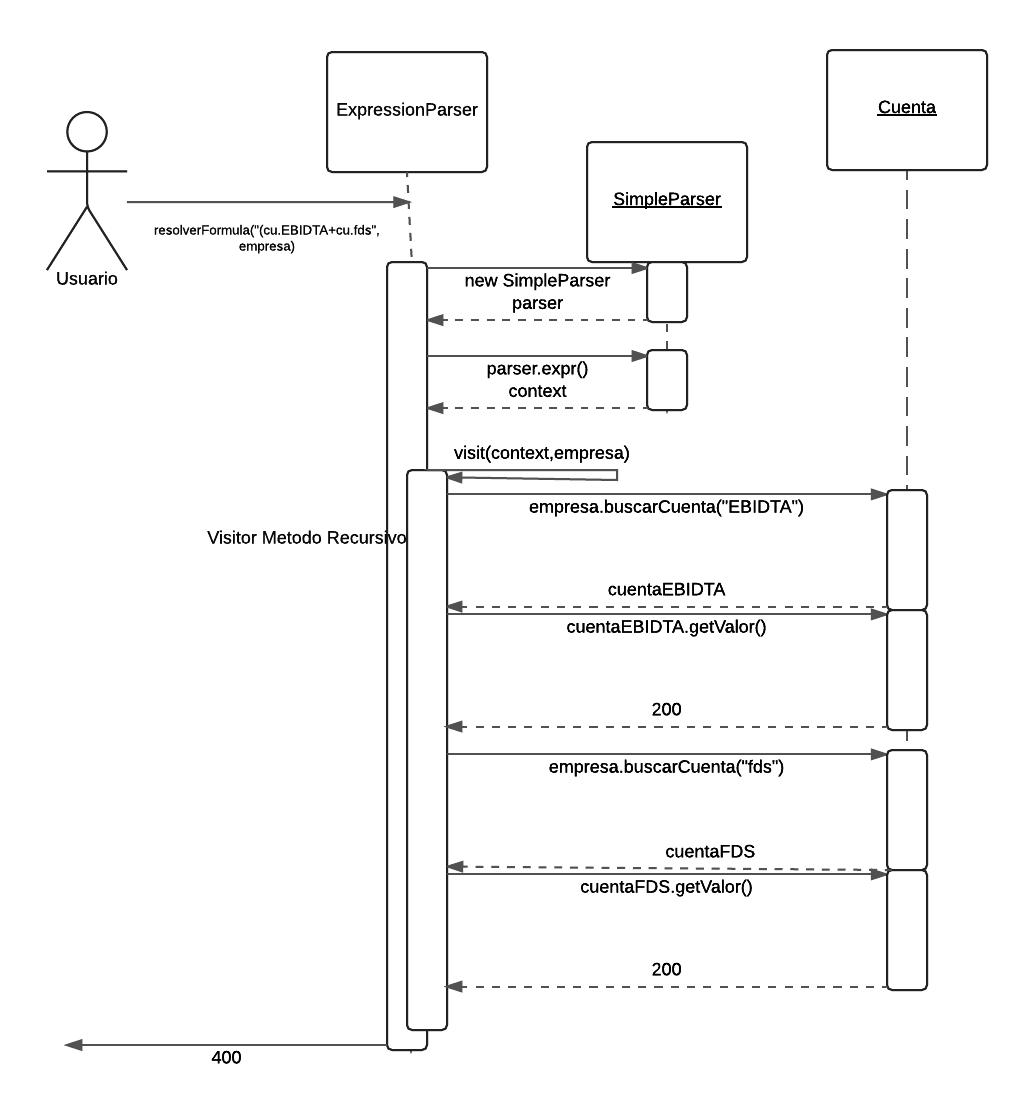 ExpressionParser
Cuenta
SimpleParser
resolverFormula("(cu.EBIDTA+cu.fds",
empresa)
Usuario
new SimpleParser
parser
parser.expr()
context
visit(context,empresa)
empresa.buscarCuenta("EBIDTA")
Visitor Metodo Recursivo
cuentaEBIDTA
cuentaEBIDTA.getValor()
200
empresa.buscarCuenta("fds")
cuentaFDS
cuentaFDS.getValor()
200
400